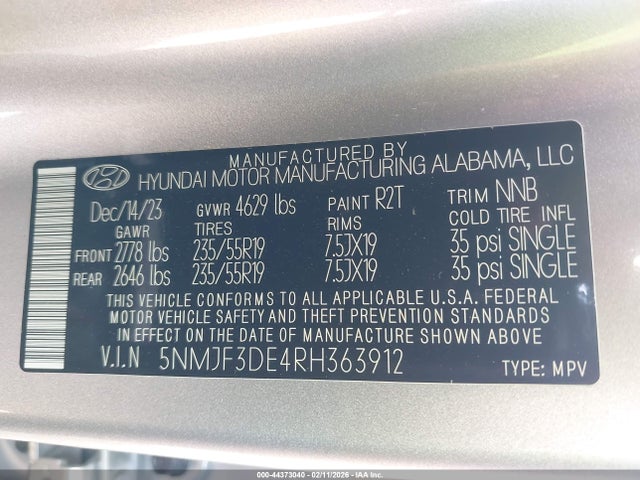 MANUFACTURED BY
HYUNDAI MOTOR MANUFACTURING ALABAMA, LLC
Dec/14/23 GVWR 4629 lbs PAINT R2T TRIM NNB
GAWR TIRES RIMS COLD TIRE INFL
FRONT 2778 lbs 235/55R19 7.5JX19 35 psi SINGLE
REAR 2646 lbs 235/55R19 7.5JX19 35 psi SINGLE
THIS VEHICLE CONFORMS TO ALL APPLICABLE U.S.A. FEDERAL
MOTOR VEHICLE SAFETY AND THEFT PREVENTION STANDARDS
IN EFFECT ON THE DATE OF MANUFACTURE SHOWN ABOVE
V.I.N 5NMJF3DE4RH363912 TYPE: MPV
000-44373040 - 02/11/2026 - IAA Inc.